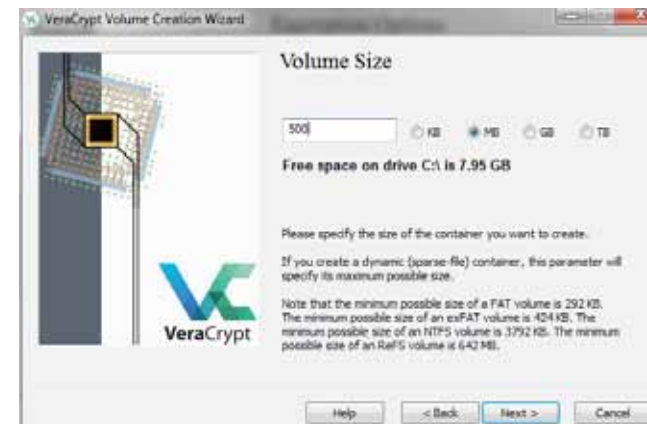 VeraCrypt Volume Creation Wizard
Volume Size
500
KB MB GB TB
Free space on drive C:\ is 7.95 GB
Please specify the size of the container you want to create.
If you create a dynamic (sparse-file) container, this parameter will
specify its maximum possible size.
Note that the minimum possible size of a FAT volume is 292 KB.
The minimum possible size of an exFAT volume is 424 KB. The
minimum possible size of an NTFS volume is 3792 KB. The minimum
possible size of an ReFS volume is 642 MB.
VeraCrypt
Help < Back Next > Cancel